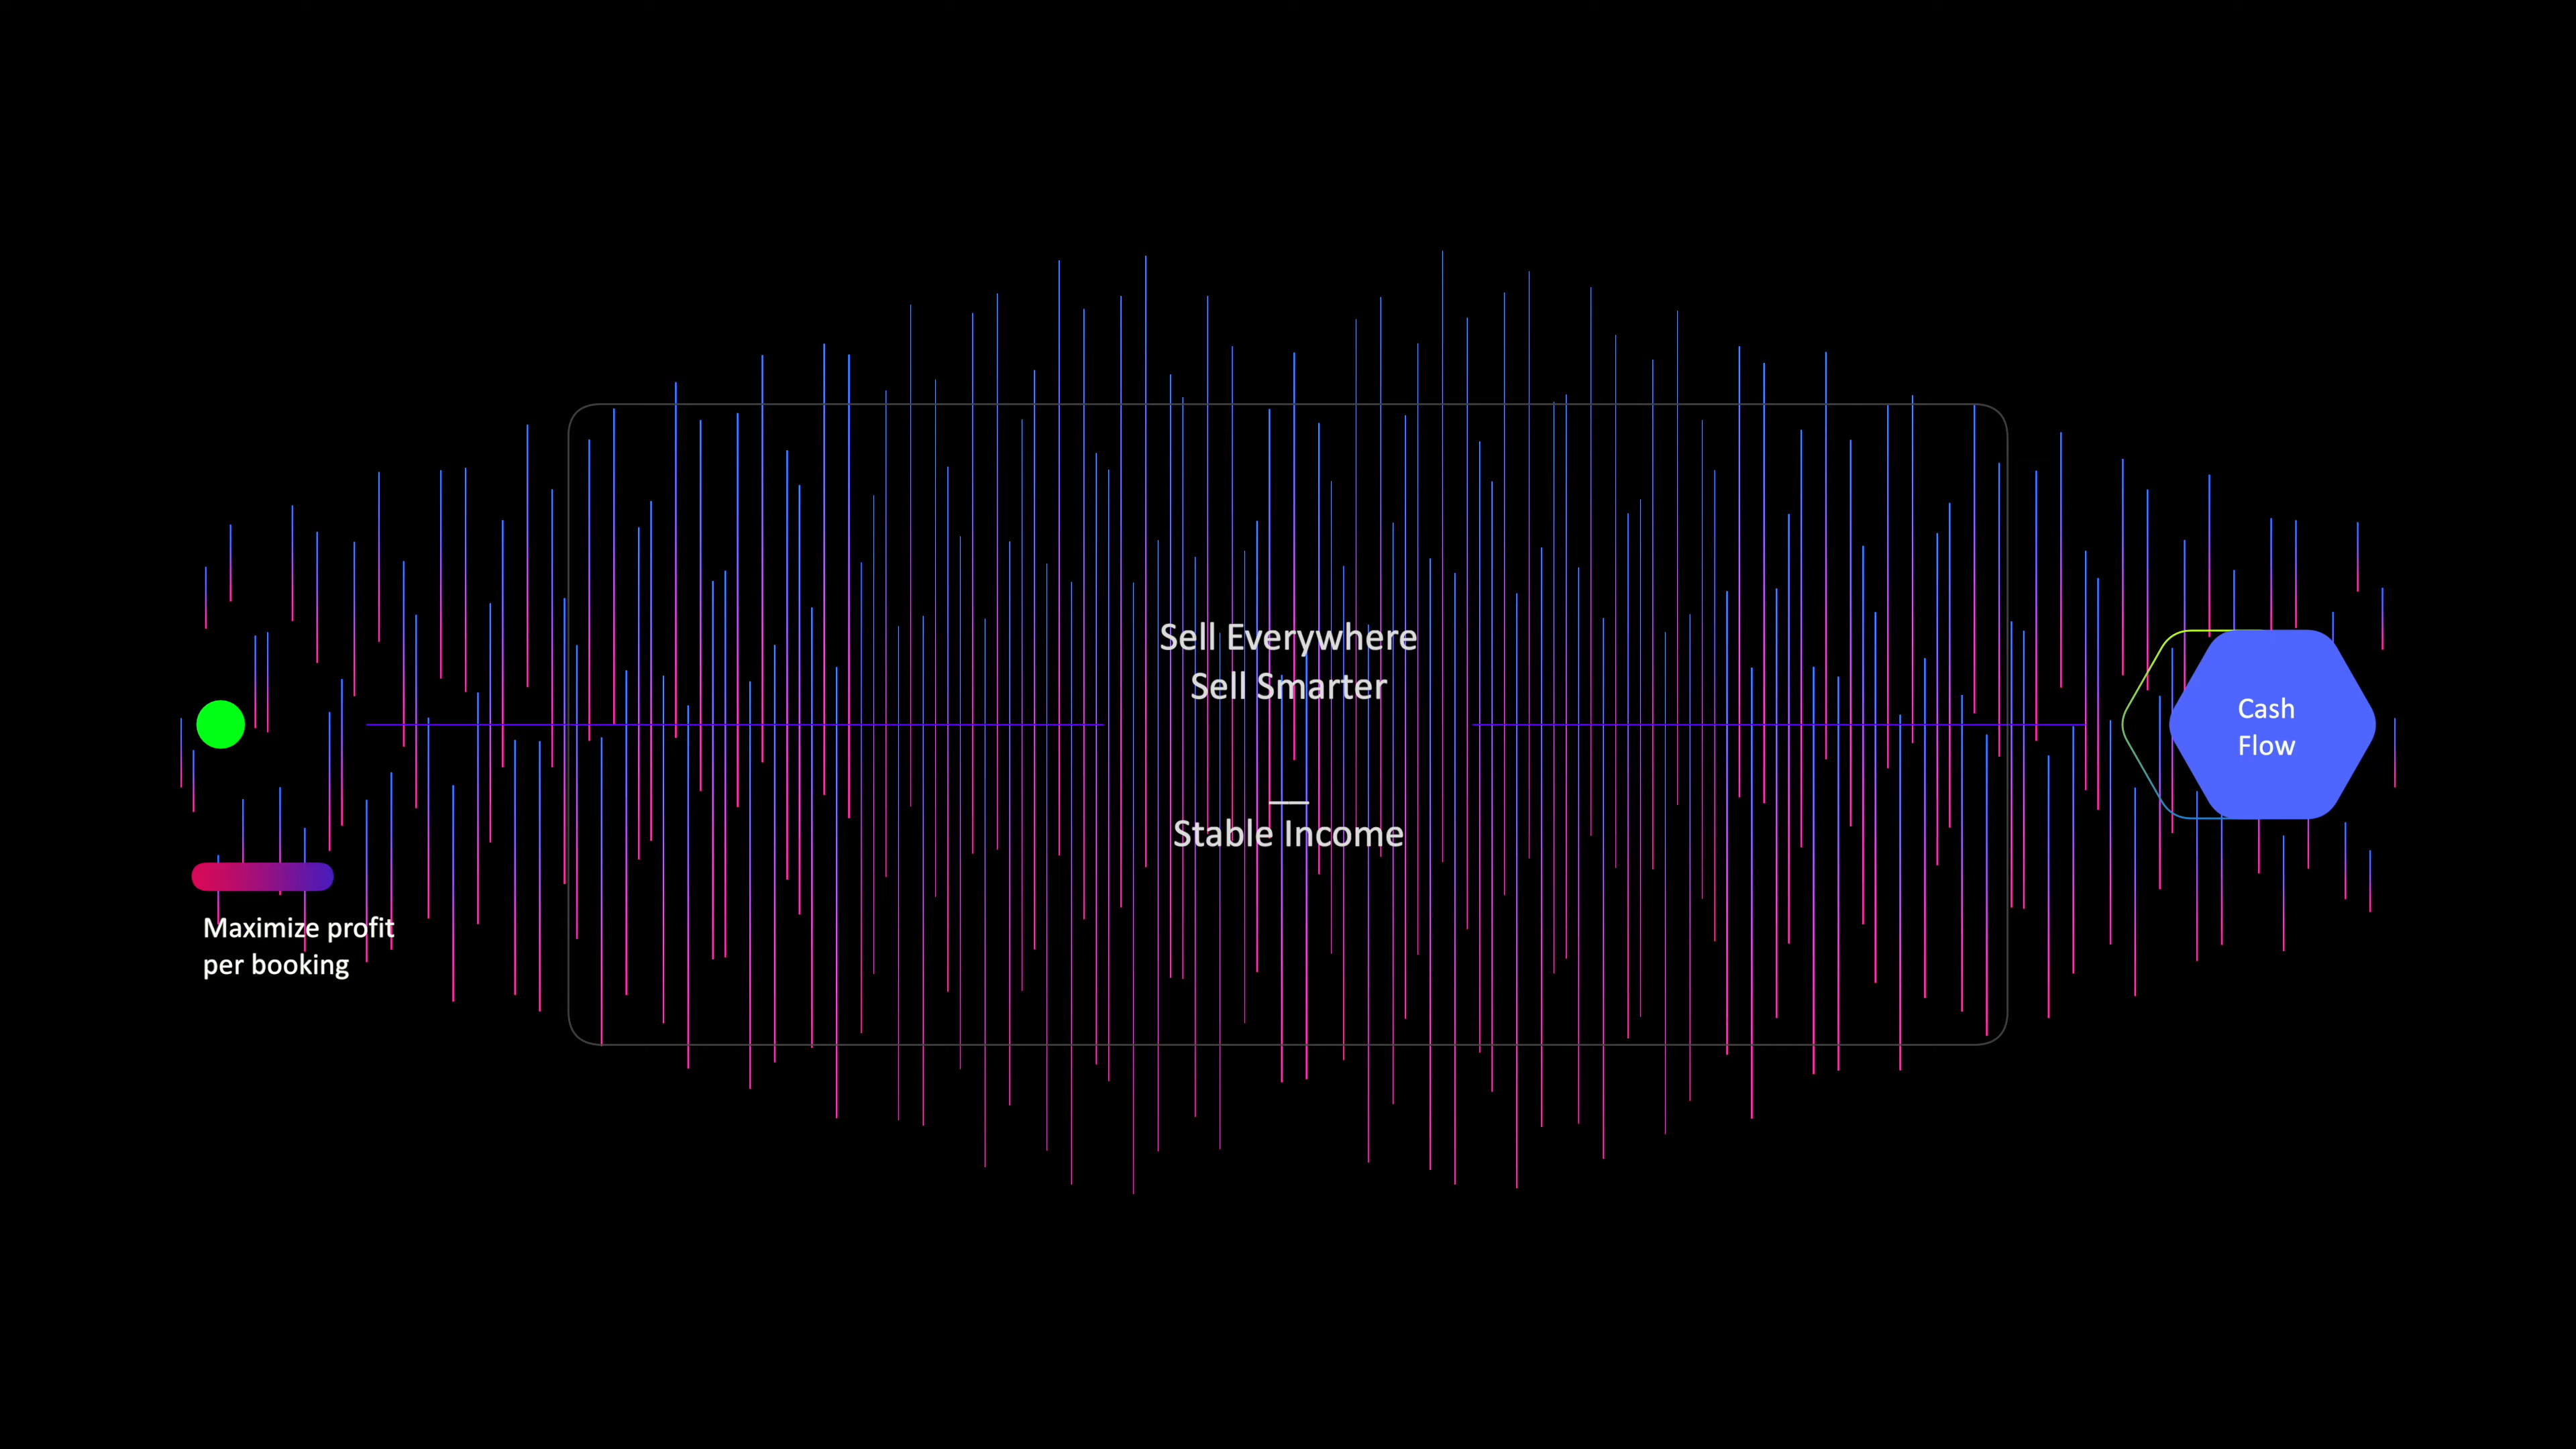 Sell Everywhere
Sell Smarter
Stable Income
Cash
Flow
Maximize profit
per booking